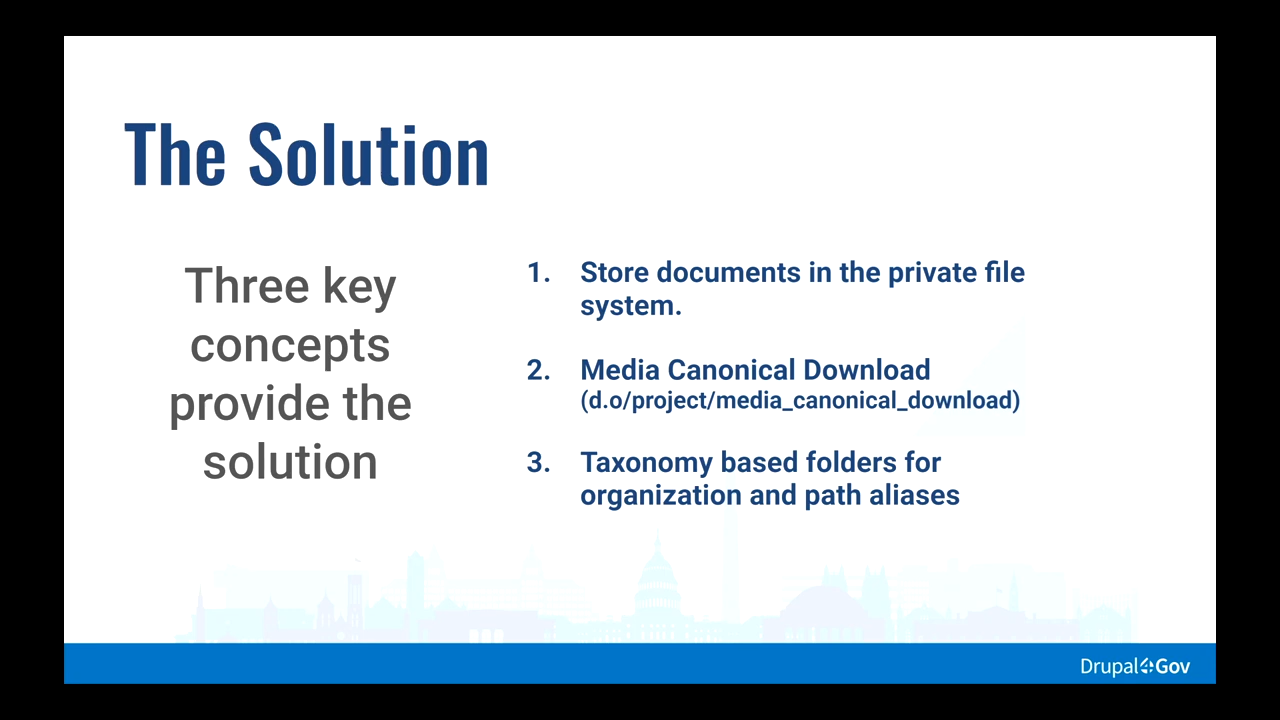 The Solution
Three key
concepts
provide the
solution
1. Store documents in the private file
system.
2. Media Canonical Download
(d.o/project/media_canonical_download)
3. Taxonomy based folders for
organization and path aliases
Drupal4Gov